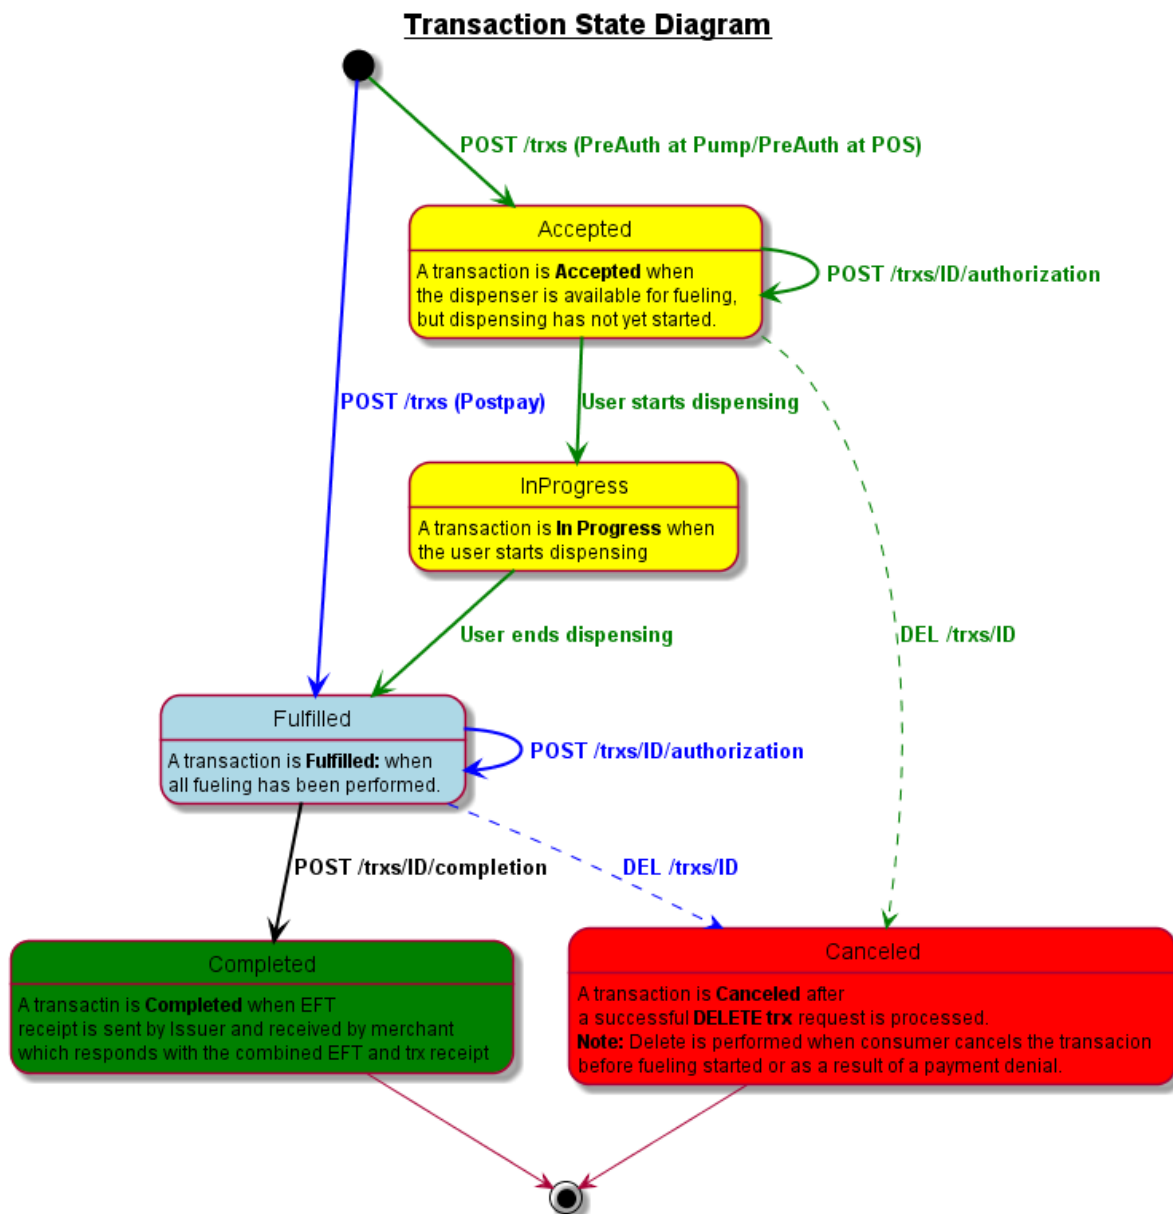 Transaction State Diagram
POST /trxs (PreAuth at Pump/PreAuth at POS)
Accepted
A transaction is Accepted when
the dispenser is available for fueling,
but dispensing has not yet started.
POST /trxs/ID/authorization
POST /trxs (Postpay)
User starts dispensing
InProgress
A transaction is In Progress when
the user starts dispensing
User ends dispensing
DEL /trxs/ID
Fulfilled
A transaction is Fulfilled: when
all fueling has been performed.
POST /trxs/ID/authorization
POST /trxs/ID/completion
DEL /trxs/ID
Completed
A transactin is Completed when EFT
receipt is sent by Issuer and received by merchant
which responds with the combined EFT and trx receipt
Canceled
A transaction is Canceled after
a successful DELETE trx request is processed.
Note: Delete is performed when consumer cancels the transacion
before fueling started or as a result of a payment denial.